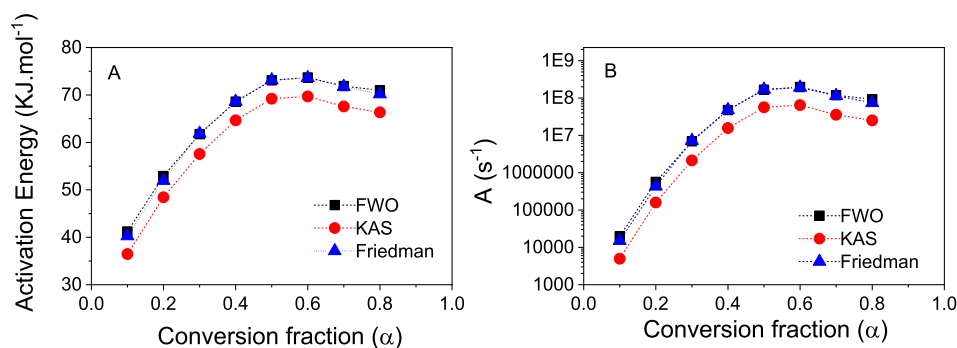 Activation Energy (KJ.mol⁻¹)
80
70
60
50
40
30
A
FWO
KAS
Friedman
0.0 0.2 0.4 0.6 0.8 1.0
Conversion fraction (α)
A (s⁻¹)
1E9
1E8
1E7
1000000
100000
10000
1000
B
FWO
KAS
Friedman
0.0 0.2 0.4 0.6 0.8 1.0
Conversion fraction (α)